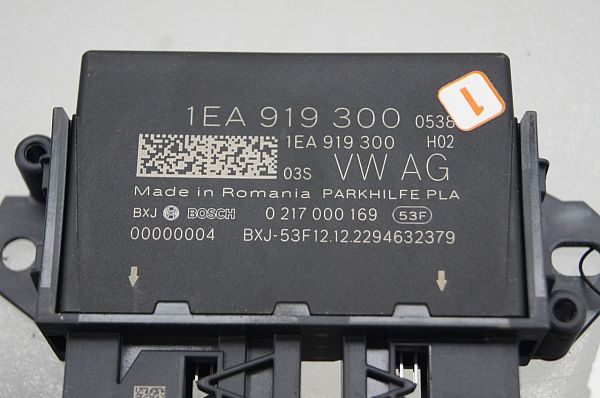 1EA 919 300 0538
1EA 919 300 H02
03S VW AG
Made in Romania PARKHILFE PLA
BXJ BOSCH 0 217 000 169 53F
00000004 BXJ-53F12.12.2294632379
1